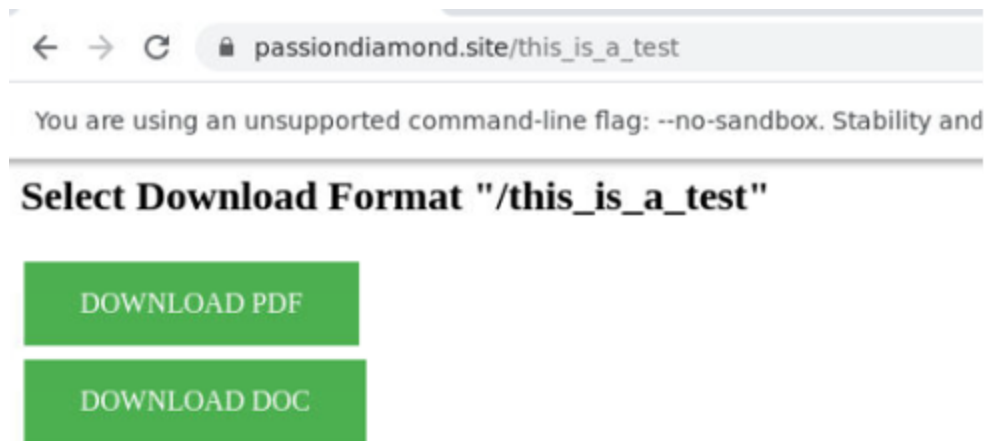 passiondiamond.site/this_is_a_test
You are using an unsupported command-line flag: --no-sandbox. Stability and
Select Download Format "/this_is_a_test"
DOWNLOAD PDF
DOWNLOAD DOC